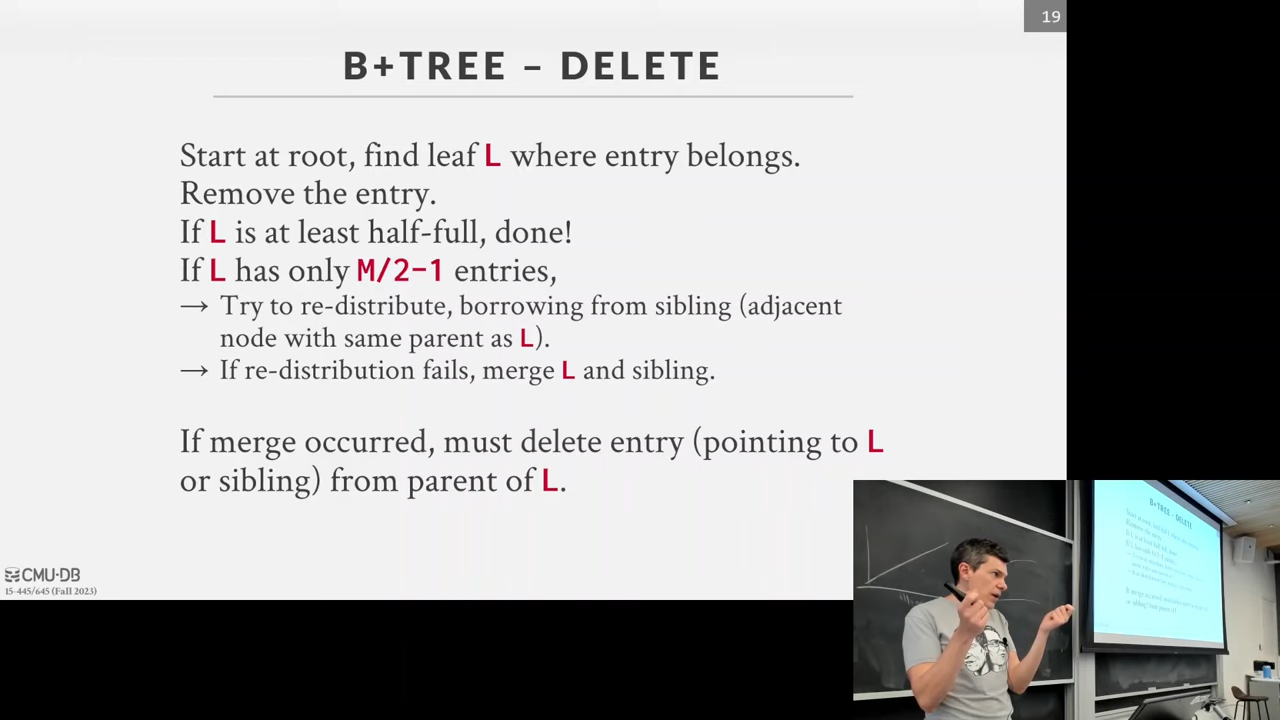 19
B+TREE – DELETE
Start at root, find leaf L where entry belongs.
Remove the entry.
If L is at least half-full, done!
If L has only M/2-1 entries,
→ Try to re-distribute, borrowing from sibling (adjacent
node with same parent as L).
→ If re-distribution fails, merge L and sibling.
If merge occurred, must delete entry (pointing to L
or sibling) from parent of L.
CMU·DB
15-445/645 (Fall 2023)
B+TREE – DELETE